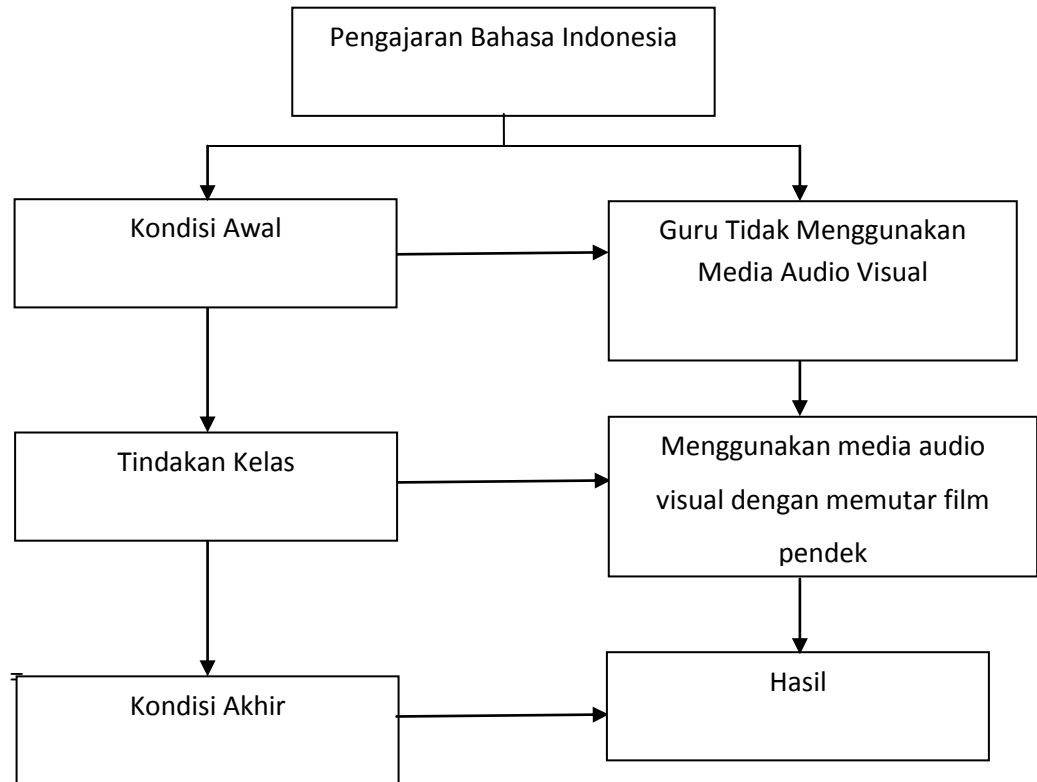 Pengajaran Bahasa Indonesia
Kondisi Awal
Guru Tidak Menggunakan
Media Audio Visual
Tindakan Kelas
Menggunakan media audio
visual dengan memutar film
pendek
Kondisi Akhir
Hasil